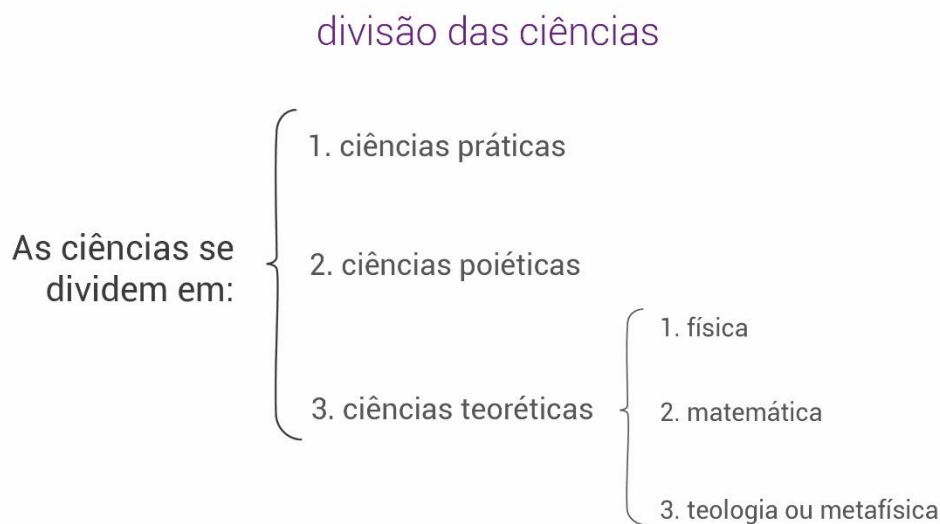 divisão das ciências
As ciências se
dividem em:
1. ciências práticas
2. ciências poiéticas
3. ciências teoréticas
1. física
2. matemática
3. teologia ou metafísica